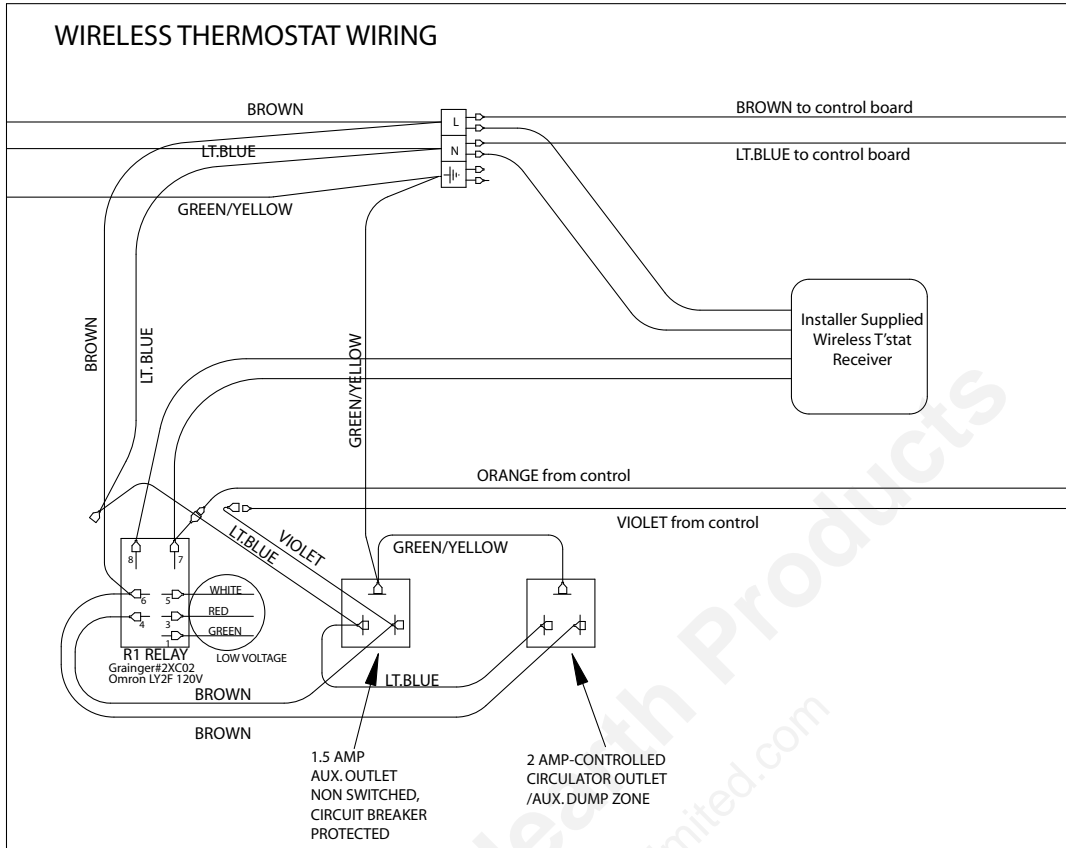 WIRELESS THERMOSTAT WIRING
BROWN
BROWN to control board
L
LT.BLUE
N
LT.BLUE to control board
GREEN/YELLOW
BROWN
LT. BLUE
GREEN/YELLOW
Installer Supplied
Wireless T'stat
Receiver
ORANGE from control
VIOLET from control
LT.BLUE
VIOLET
GREEN/YELLOW
8
7
6
5
WHITE
4
3
RED
1
GREEN
LOW VOLTAGE
R1 RELAY
Grainger#2XC02
Omron LY2F 120V
LT.BLUE
BROWN
BROWN
1.5 AMP
AUX. OUTLET
NON SWITCHED,
CIRCUIT BREAKER
PROTECTED
2 AMP-CONTROLLED
CIRCULATOR OUTLET
/AUX. DUMP ZONE
earth Products
imited.com